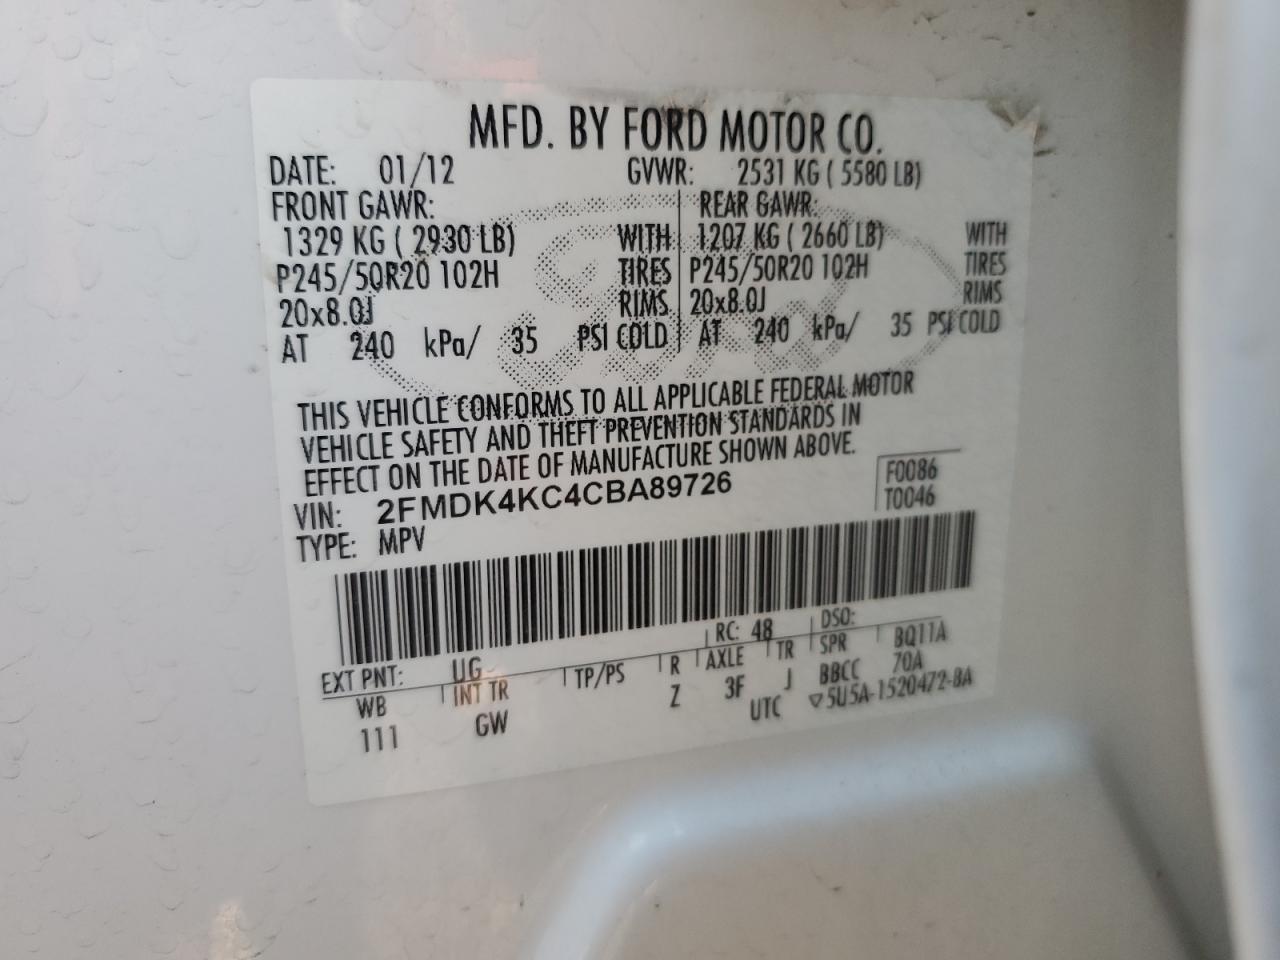 MFD. BY FORD MOTOR CO.
DATE: 01/12 GVWR: 2531 KG ( 5580 LB)
FRONT GAWR: REAR GAWR:
1329 KG ( 2930 LB) WITH 1207 KG ( 2660 LB) WITH
P245/50R20 102H TIRES P245/50R20 102H TIRES
20x8.0J RIMS 20x8.0J RIMS
AT 240 kPa/ 35 PSI COLD AT 240 kPa/ 35 PSI COLD
THIS VEHICLE CONFORMS TO ALL APPLICABLE FEDERAL MOTOR
VEHICLE SAFETY AND THEFT PREVENTION STANDARDS IN
EFFECT ON THE DATE OF MANUFACTURE SHOWN ABOVE.
VIN: 2FMDK4KC4CBA89726 F0086
TYPE: MPV T0046
EXT PNT: UG RC: 48 DSO:
WB INT TR TP/PS R AXLE TR SPR BQ11A
111 GW Z 3F J BBCC 70A
UTC ▽5U5A-1520472-BA